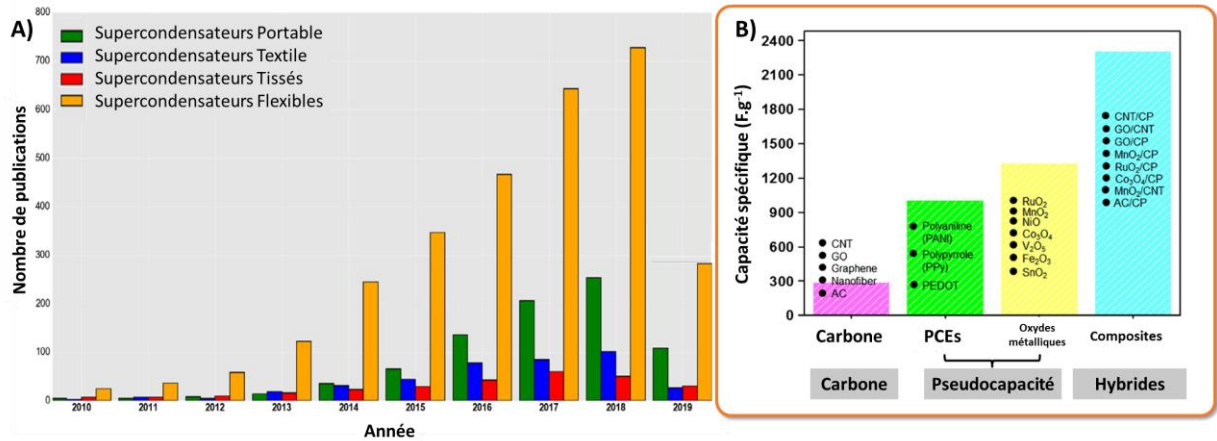 A)
Supercondensateurs Portable
Supercondensateurs Textile
Supercondensateurs Tissés
Supercondensateurs Flexibles
Nombre de publications
800
700
600
500
400
300
200
100
0
2010 2011 2012 2013 2014 2015 2016 2017 2018 2019
Année
B)
Capacité spécifique (F.g⁻¹)
2400
2100
1800
1500
1200
900
600
300
0
CNT
GO
Graphene
Nanofiber
AC
Polyaniline
(PANI)
Polypyrrole
(PPy)
PEDOT
RuO₂
MnO₂
NiO
Co₃O₄
V₂O₅
Fe₂O₃
SnO₂
CNT/CP
GO/CNT
GO/CP
MnO₂/CP
RuO₂/CP
Co₃O₄/CP
MnO₂/CNT
AC/CP
Carbone
PCEs
Oxydes
métalliques
Composites
Carbone
Pseudocapacité
Hybrides